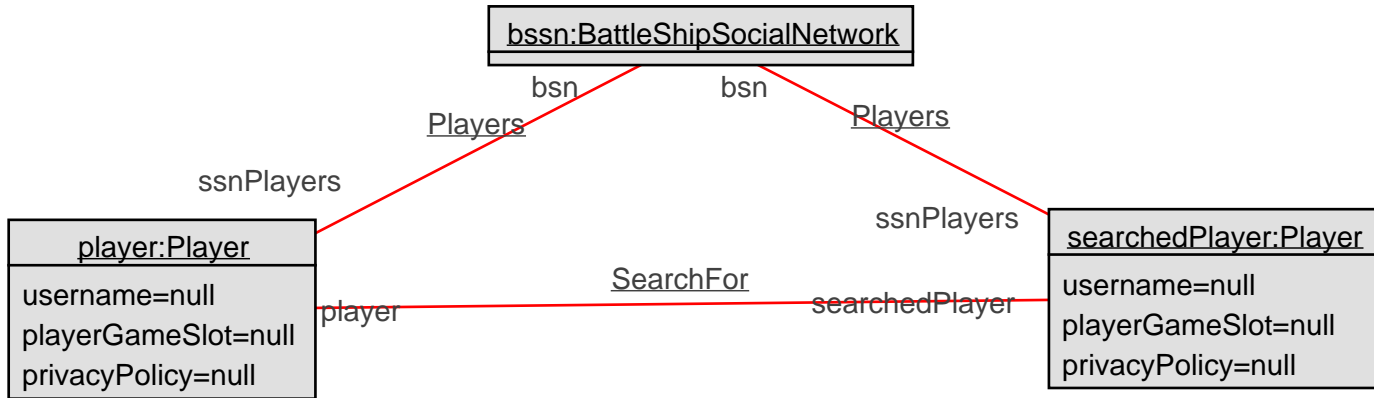 bssn:BattleShipSocialNetwork
bsn
bsn
Players
Players
ssnPlayers
ssnPlayers
player:Player
searchedPlayer:Player
SearchFor
username=null
playerGameSlot=null
privacyPolicy=null
player
searchedPlayer
username=null
playerGameSlot=null
privacyPolicy=null